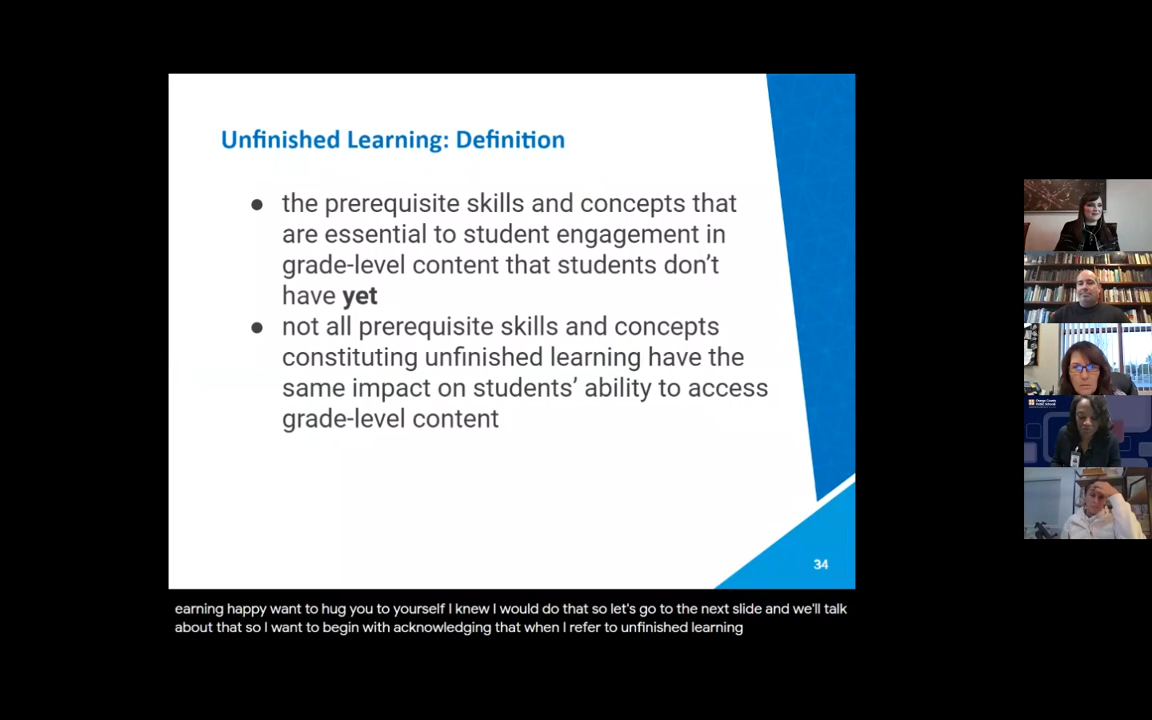 Unfinished Learning: Definition
● the prerequisite skills and concepts that
are essential to student engagement in
grade-level content that students don't
have yet
● not all prerequisite skills and concepts
constituting unfinished learning have the
same impact on students' ability to access
grade-level content
34
earning happy want to hug you to yourself I knew I would do that so let's go to the next slide and we'll talk
about that so I want to begin with acknowledging that when I refer to unfinished learning